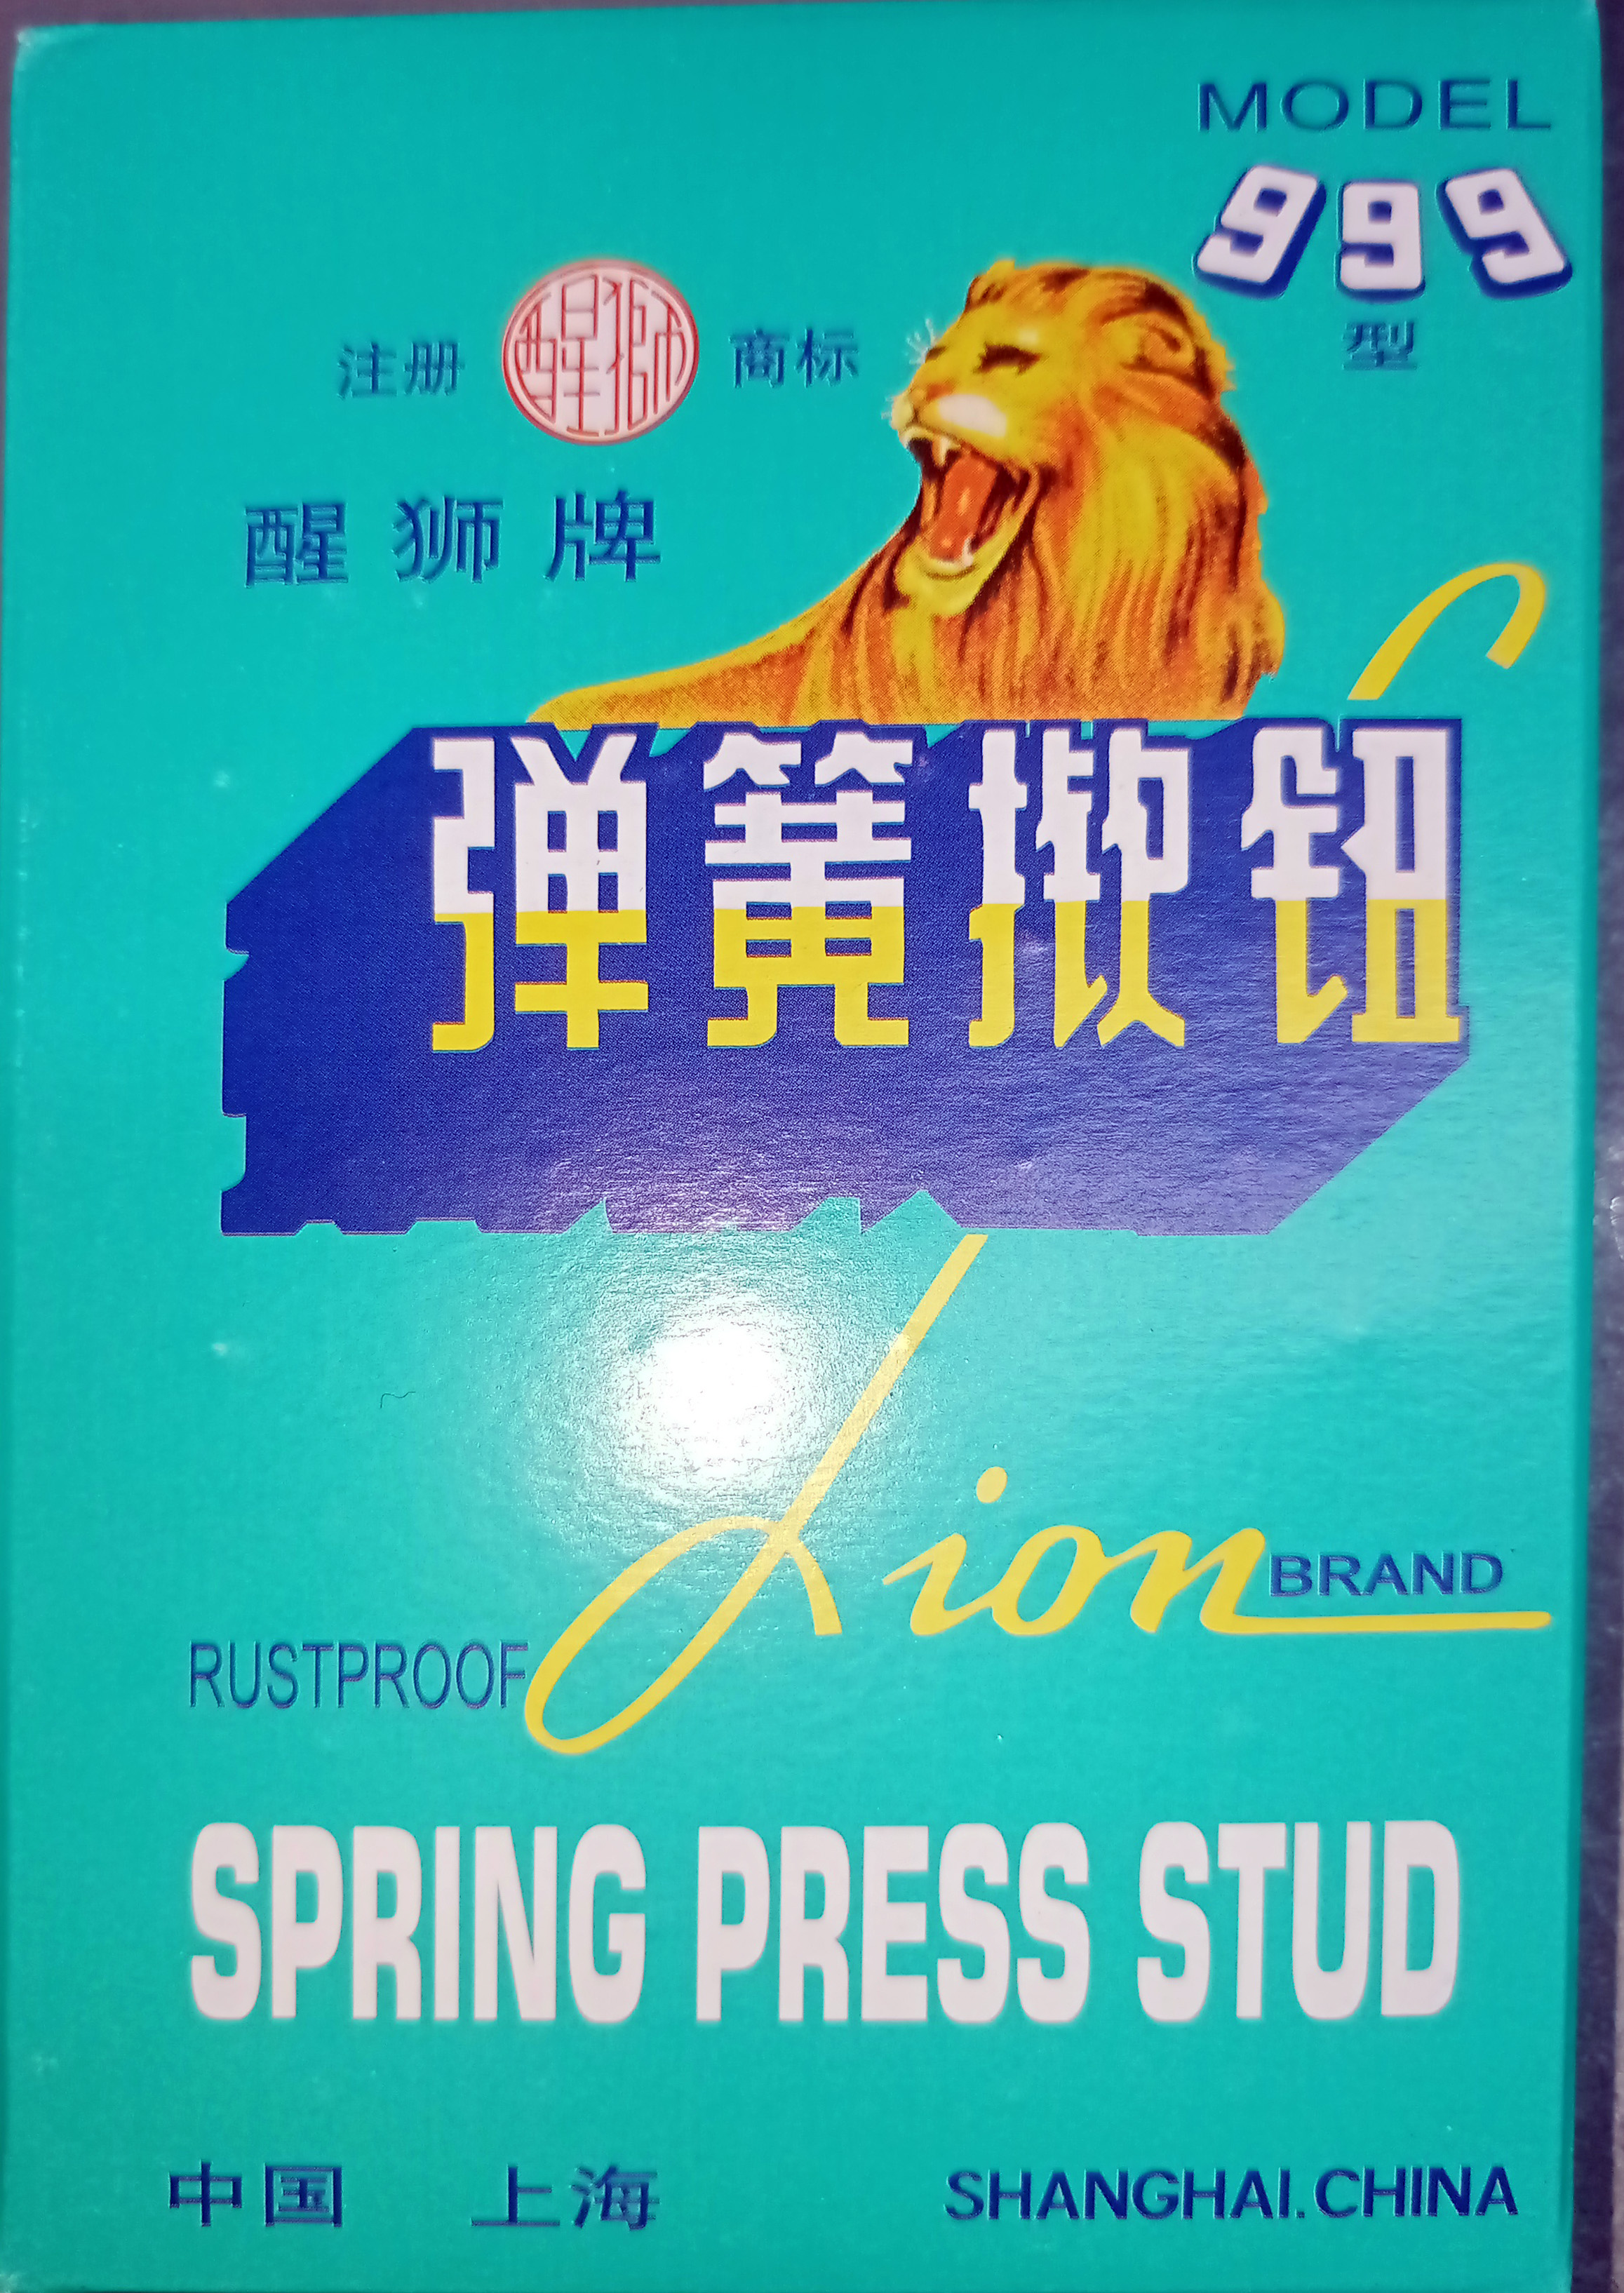 MODEL
999
型
注册 醒獅 商标
醒狮牌
弹簧揿钮
Lion BRAND
RUSTPROOF
SPRING PRESS STUD
中国 上海 SHANGHAI.CHINA